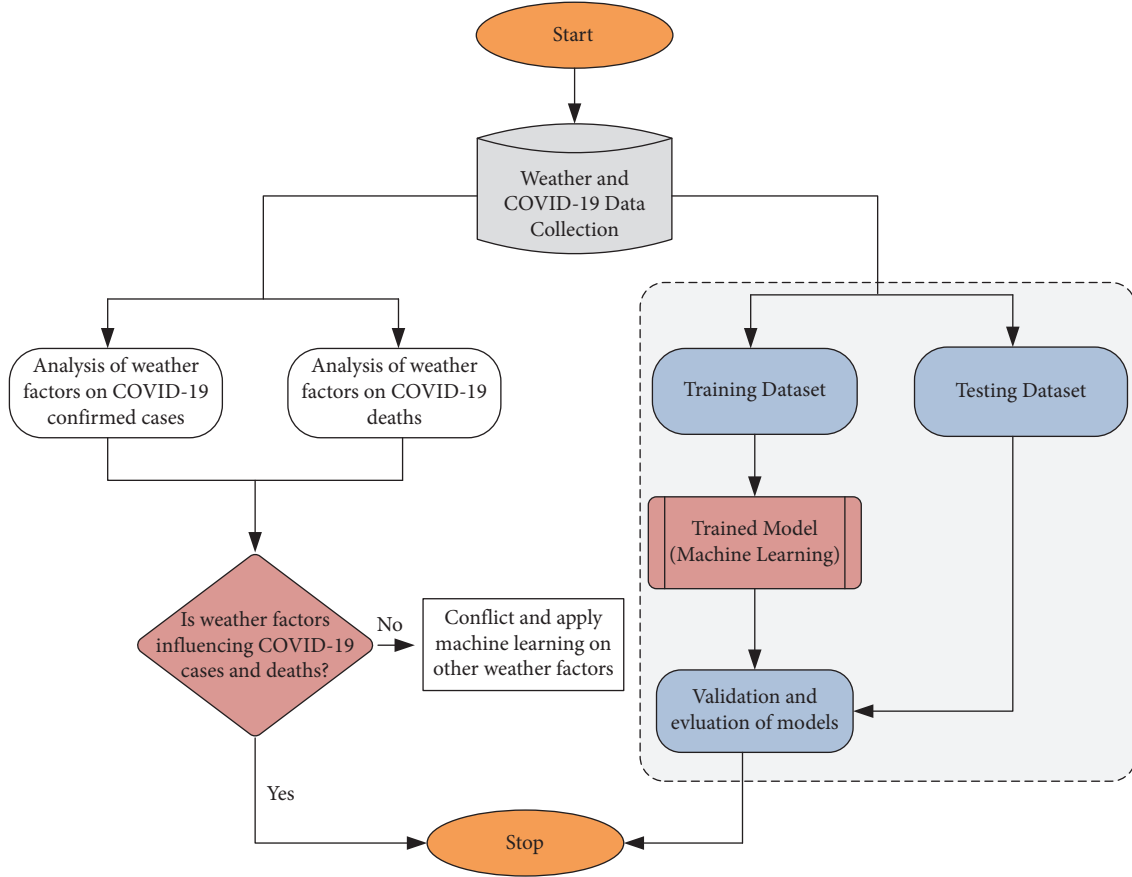 Start
Weather and
COVID-19 Data
Collection
Analysis of weather
factors on COVID-19
confirmed cases
Analysis of weather
factors on COVID-19
deaths
Training Dataset
Testing Dataset
Trained Model
(Machine Learning)
Is weather factors
influencing COVID-19
cases and deaths?
No
Conflict and apply
machine learning on
other weather factors
Validation and
evluation of models
Yes
Stop